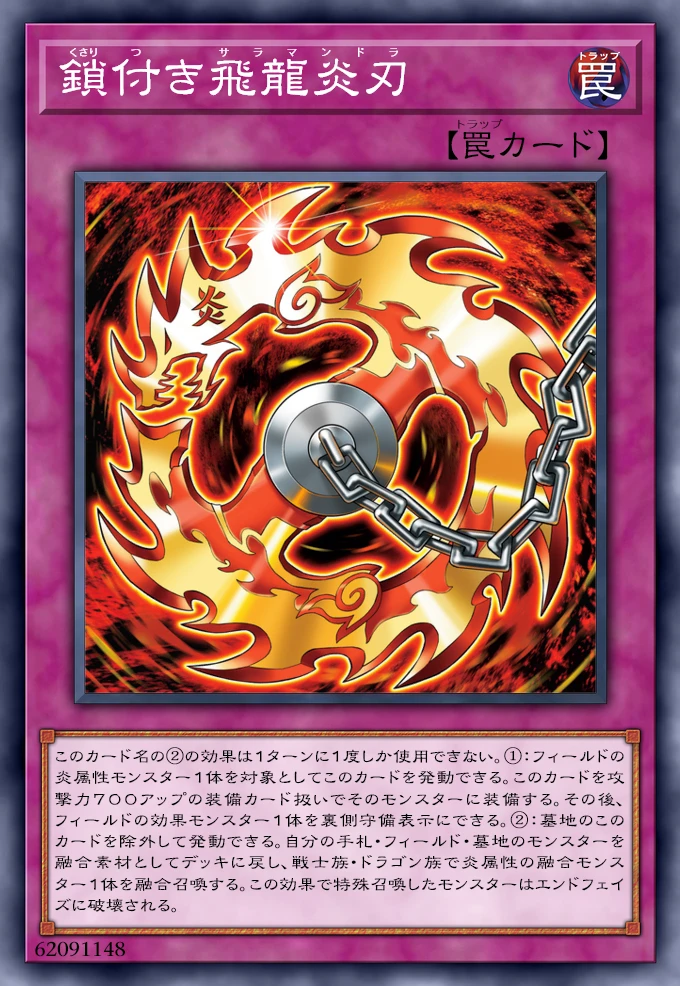 くさり つ サラマンドラ
鎖付き飛龍炎刃
トラップ
罠
トラップ
【罠カード】
炎
このカード名の②の効果は1ターンに1度しか使用できない。①:フィールドの
炎属性モンスター1体を対象としてこのカードを発動できる。このカードを攻
撃力700アップの装備カード扱いでそのモンスターに装備する。その後、
フィールドの効果モンスター1体を裏側守備表示にできる。②:墓地のこの
カードを除外して発動できる。自分の手札・フィールド・墓地のモンスターを
融合素材としてデッキに戻し、戦士族・ドラゴン族で炎属性の融合モンス
ター1体を融合召喚する。この効果で特殊召喚したモンスターはエンドフェイ
ズに破壊される。
62091148